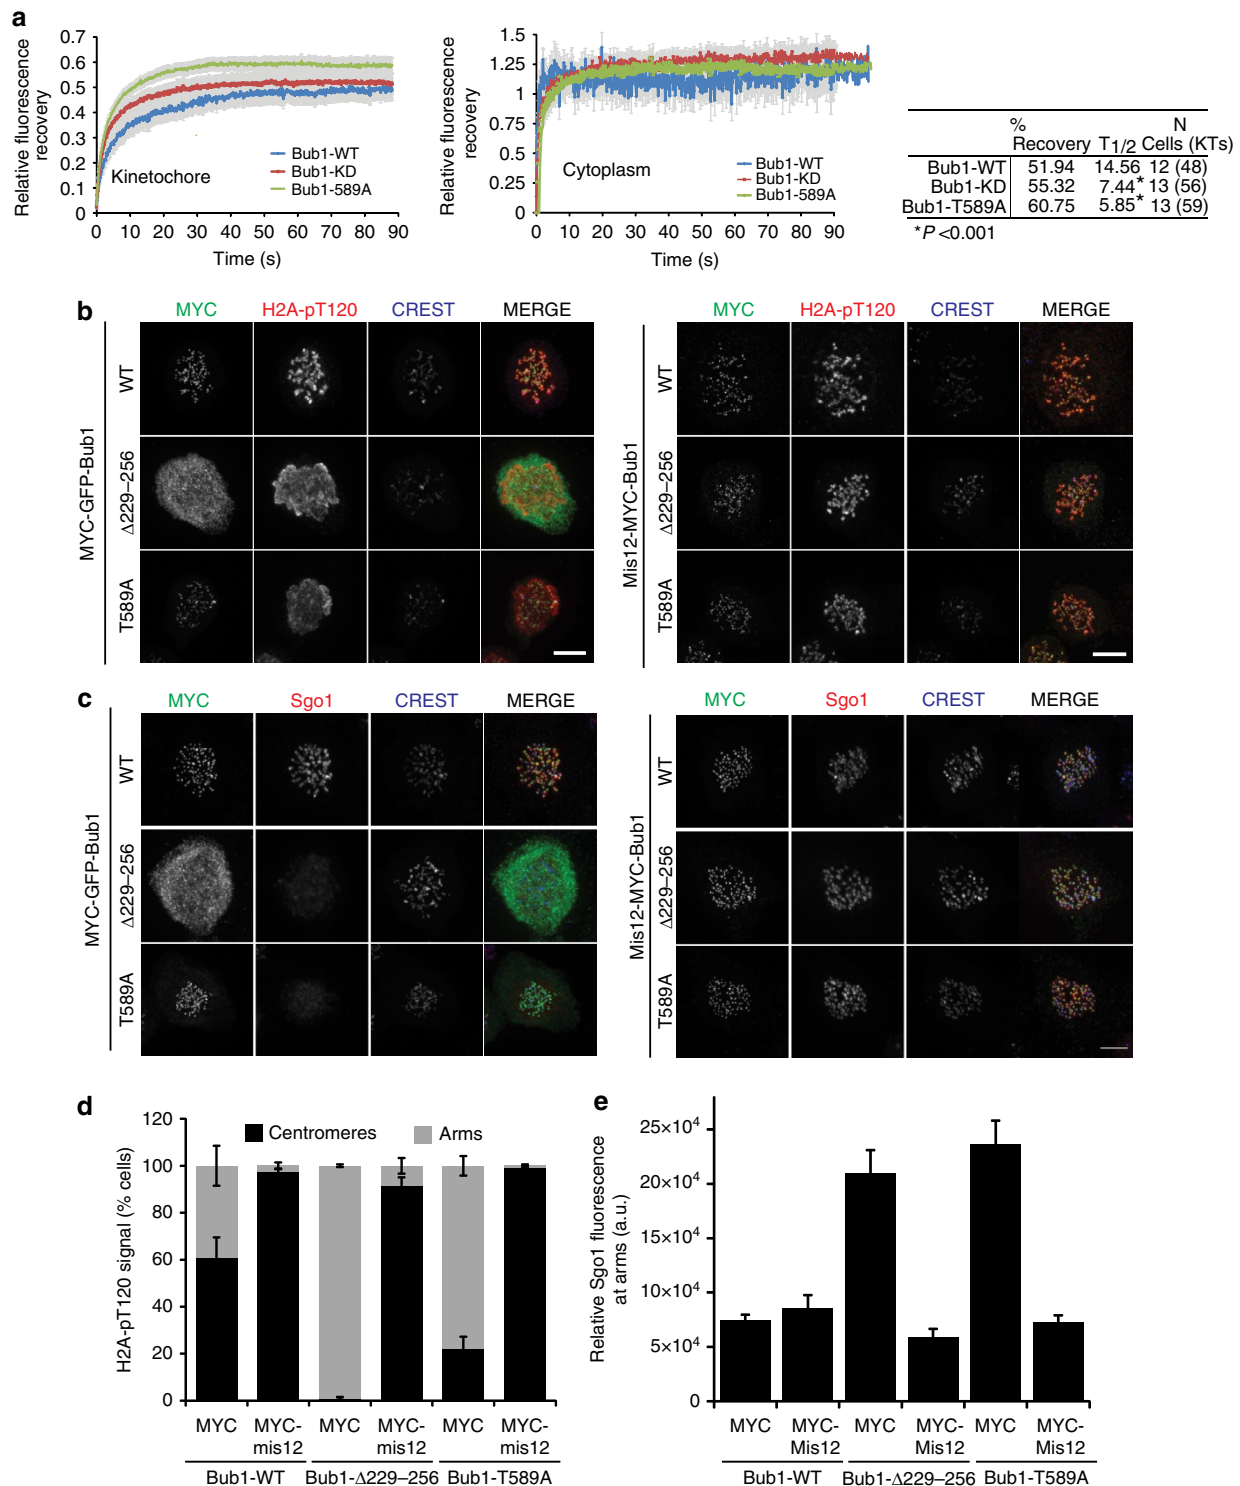 a
Relative fluorescence recovery
0.7
0.6
0.5
0.4
0.3
0.2
0.1
0
Kinetochore
Bub1-WT
Bub1-KD
Bub1-589A
0 10 20 30 40 50 60 70 80 90
Time (s)
Relative fluorescence recovery
1.5
1.25
1
0.75
0.5
0.25
0
Cytoplasm
Bub1-WT
Bub1-KD
Bub1-589A
0 10 20 30 40 50 60 70 80 90
Time (s)
% N
Recovery T1/2 Cells (KTs)
Bub1-WT 51.94 14.56 12 (48)
Bub1-KD 55.32 7.44* 13 (56)
Bub1-T589A 60.75 5.85* 13 (59)
*P<0.001
b
MYC H2A-pT120 CREST MERGE
MYC-GFP-Bub1
WT
Δ229–256
T589A
MYC H2A-pT120 CREST MERGE
Mis12-MYC-Bub1
WT
Δ229–256
T589A
c
MYC Sgo1 CREST MERGE
MYC-GFP-Bub1
WT
Δ229–256
T589A
MYC Sgo1 CREST MERGE
Mis12-MYC-Bub1
WT
Δ229–256
T589A
d
H2A-pT120 signal (% cells)
120
100
80
60
40
20
0
Centromeres Arms
MYC MYC-mis12 MYC MYC-mis12 MYC MYC-mis12
Bub1-WT Bub1-Δ229–256 Bub1-T589A
e
Relative Sgo1 fluorescence at arms (a.u.)
25×10⁴
20×10⁴
15×10⁴
10×10⁴
5×10⁴
0
MYC MYC-Mis12 MYC MYC-Mis12 MYC MYC-Mis12
Bub1-WT Bub1-Δ229–256 Bub1-T589A